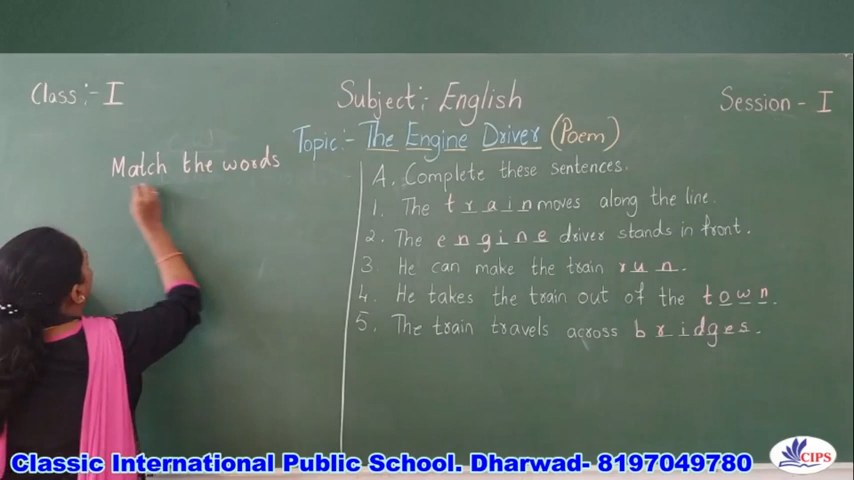 Class:- I
Subject:- English
Session - I
Topic:- The Engine Driver (Poem)
Match the words
A. Complete these sentences.
1. The train moves along the line.
2. The engine driver stands in front.
3. He can make the train run.
4. He takes the train out of the town.
5. The train travels across bridges.
Classic International Public School. Dharwad- 8197049780
CIPS